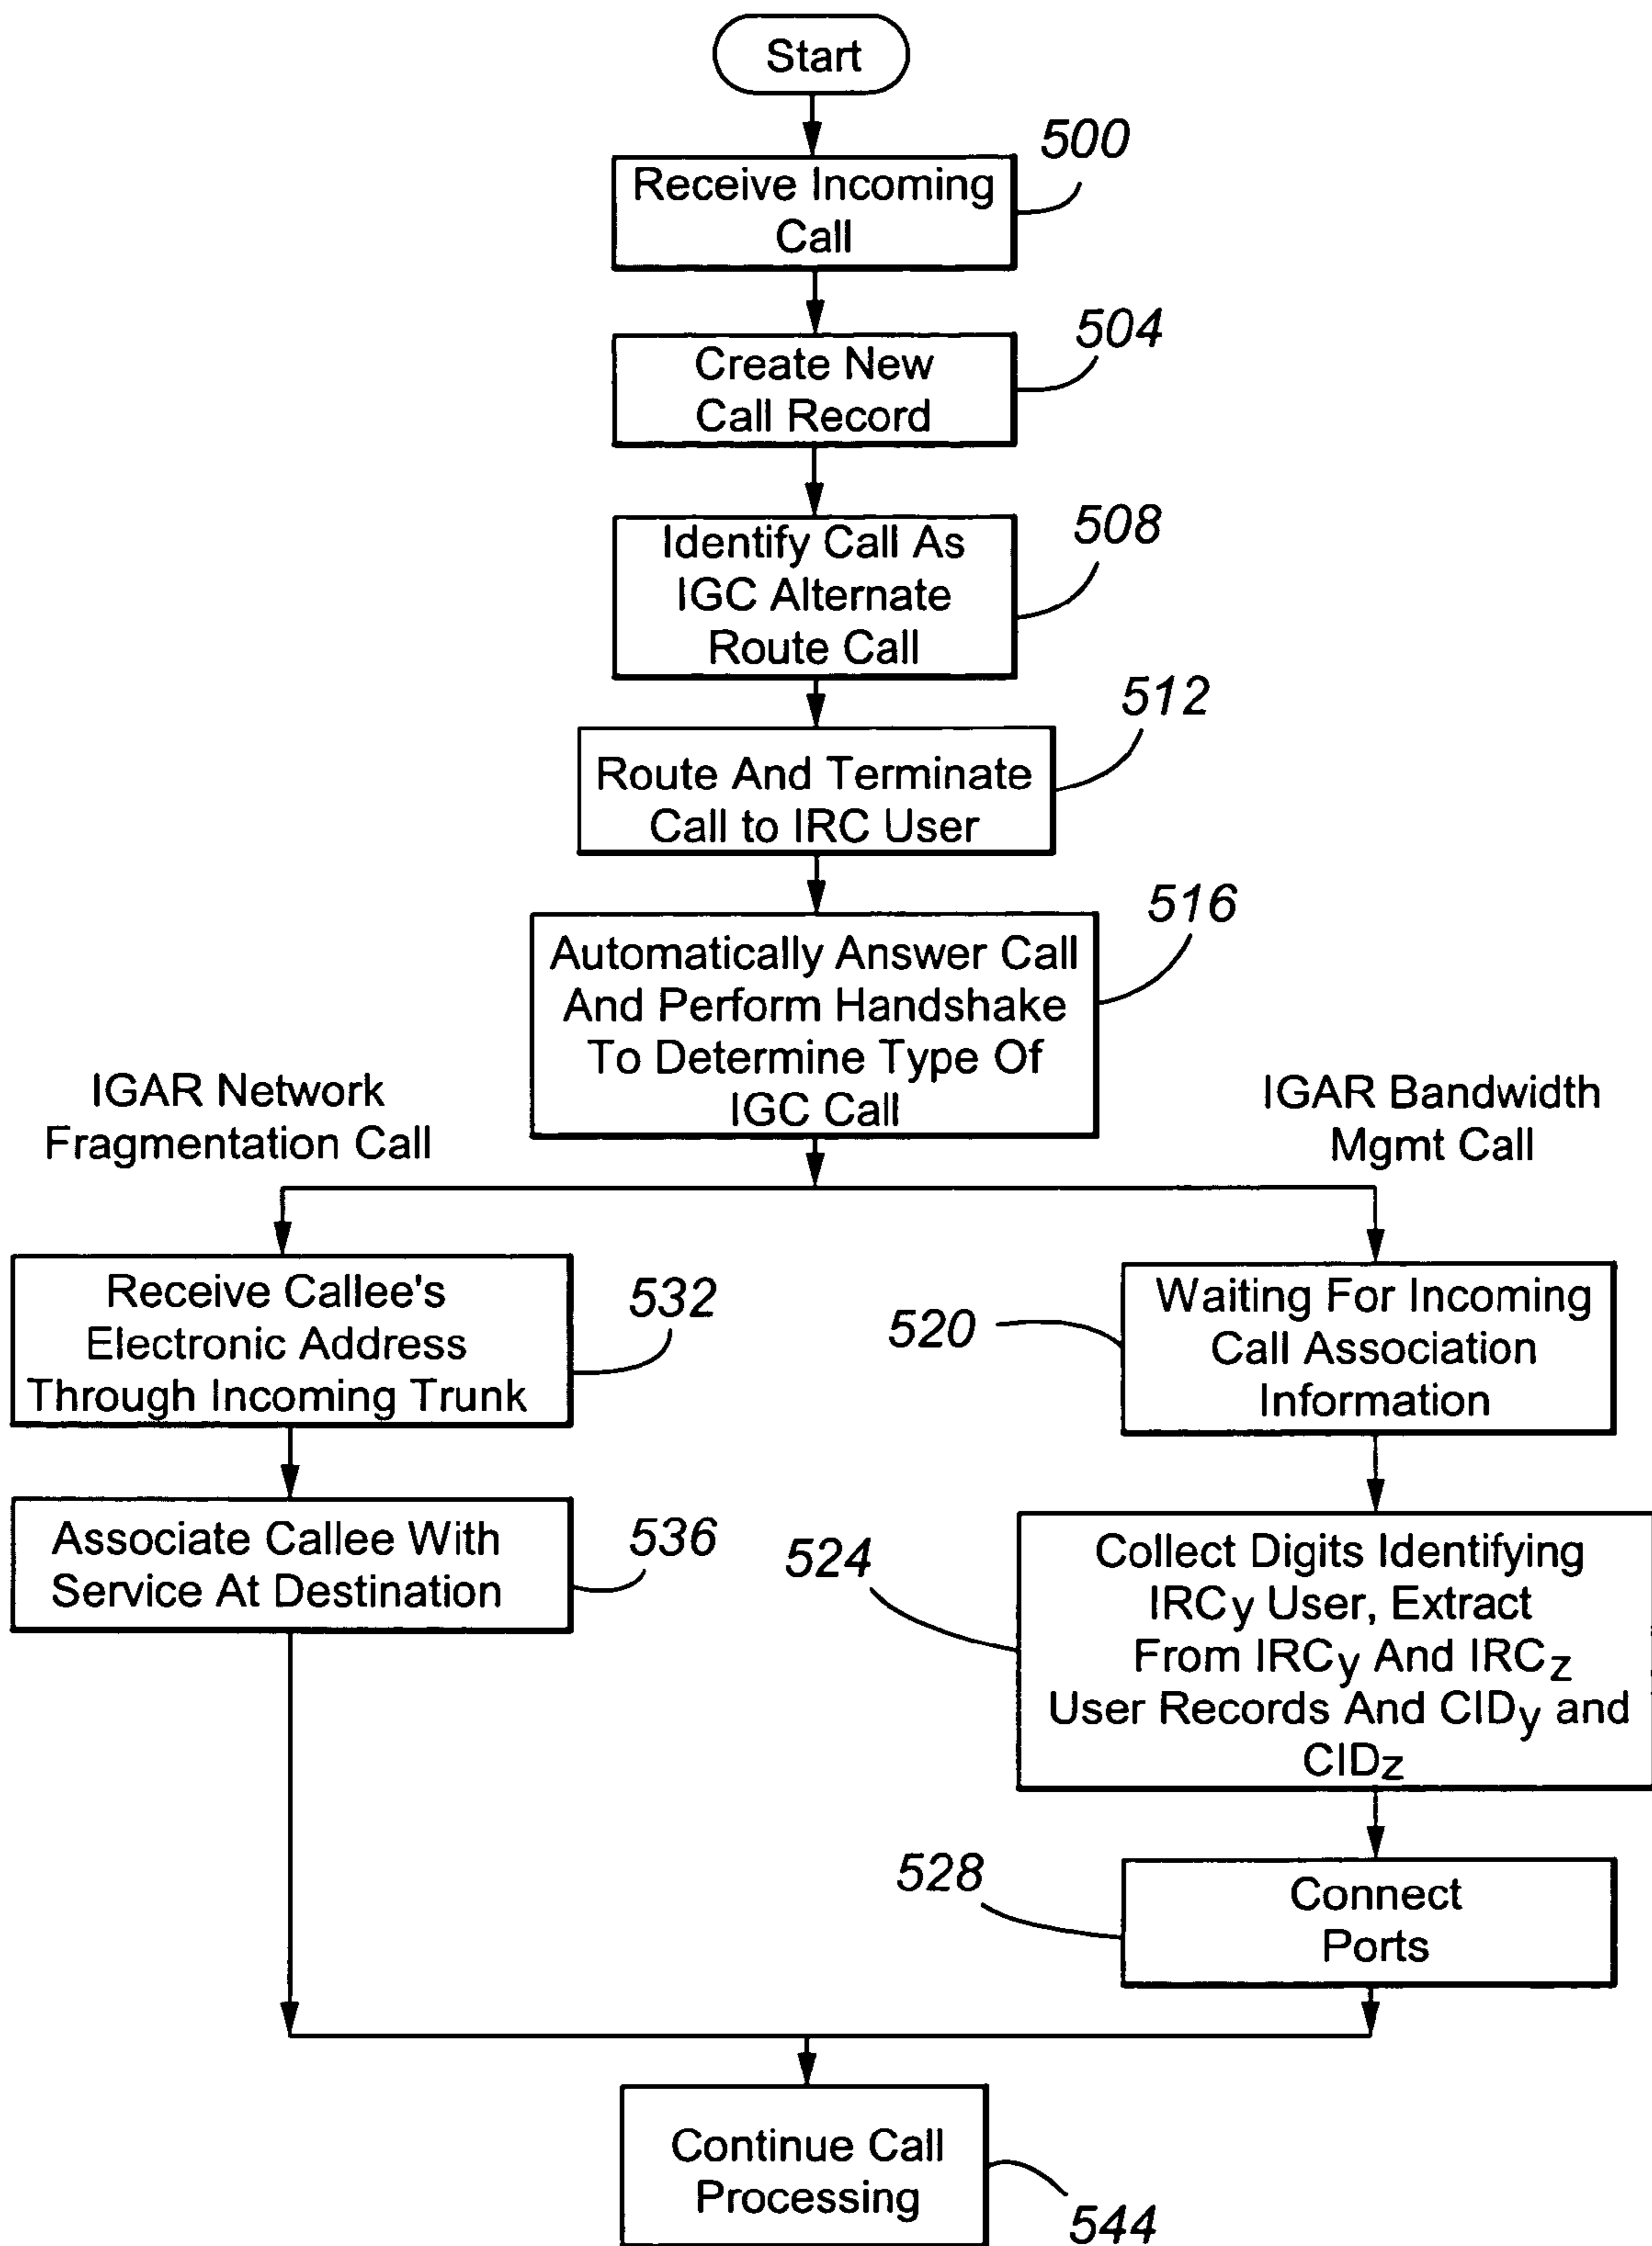 Start
500
Receive Incoming
Call
504
Create New
Call Record
508
Identify Call As
IGC Alternate
Route Call
512
Route And Terminate
Call to IRC User
516
Automatically Answer Call
And Perform Handshake
To Determine Type Of
IGC Call
IGAR Network
Fragmentation Call
IGAR Bandwidth
Mgmt Call
Receive Callee's
Electronic Address
Through Incoming Trunk
532
520
Waiting For Incoming
Call Association
Information
Associate Callee With
Service At Destination
536
524
Collect Digits Identifying
IRCy User, Extract
From IRCy And IRCz
User Records And CIDy and
CIDz
528
Connect
Ports
Continue Call
Processing
544